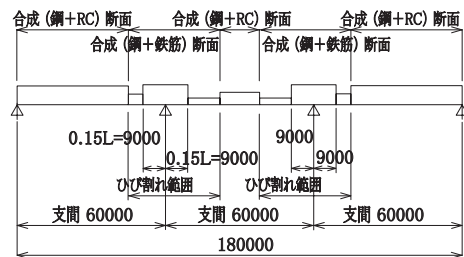 合成（鋼＋RC）断面 合成（鋼＋RC）断面 合成（鋼＋RC）断面
合成（鋼＋鉄筋）断面 合成（鋼＋鉄筋）断面
0.15L=9000 9000
0.15L=9000 9000
ひび割れ範囲 ひび割れ範囲
支間 60000 支間 60000 支間 60000
180000